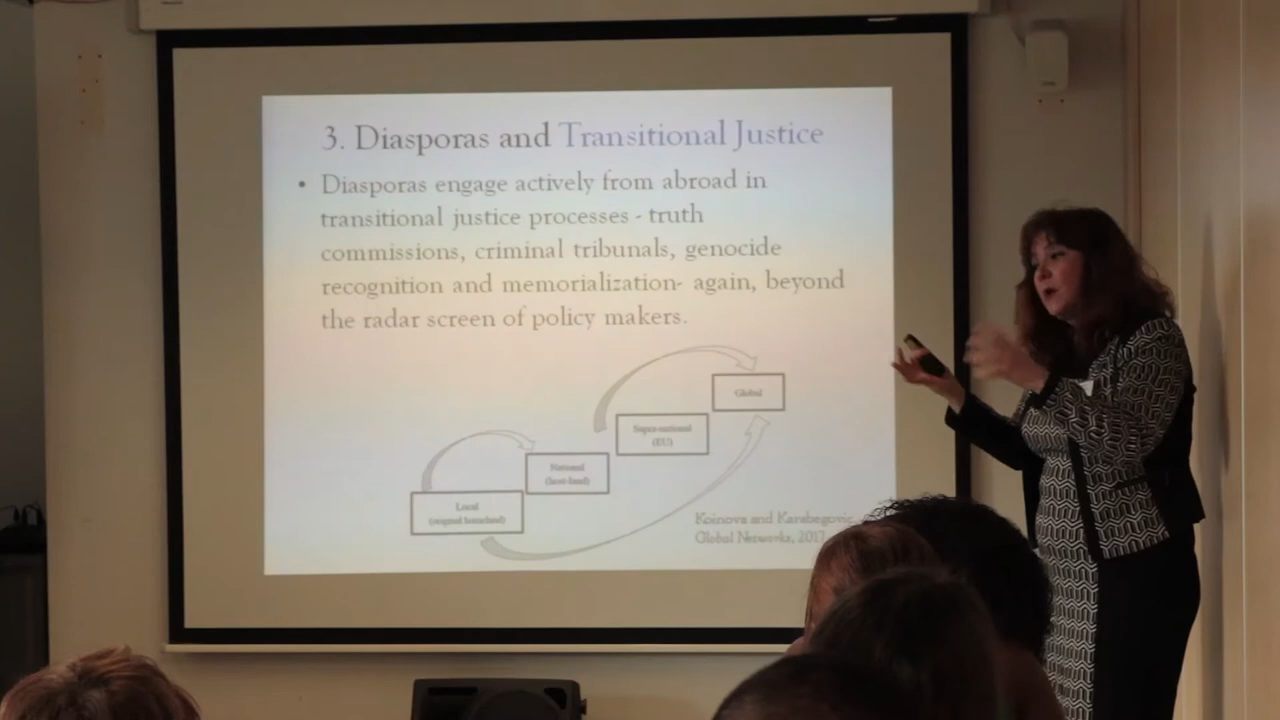 3. Diasporas and Transitional Justice
• Diasporas engage actively from abroad in
transitional justice processes - truth
commissions, criminal tribunals, genocide
recognition and memorialization- again, beyond
the radar screen of policy makers.
Global
Supra-national
(EU)
National
(host-land)
Local
(original homeland)
Koinova and Karabegovic,
Global Networks, 2017